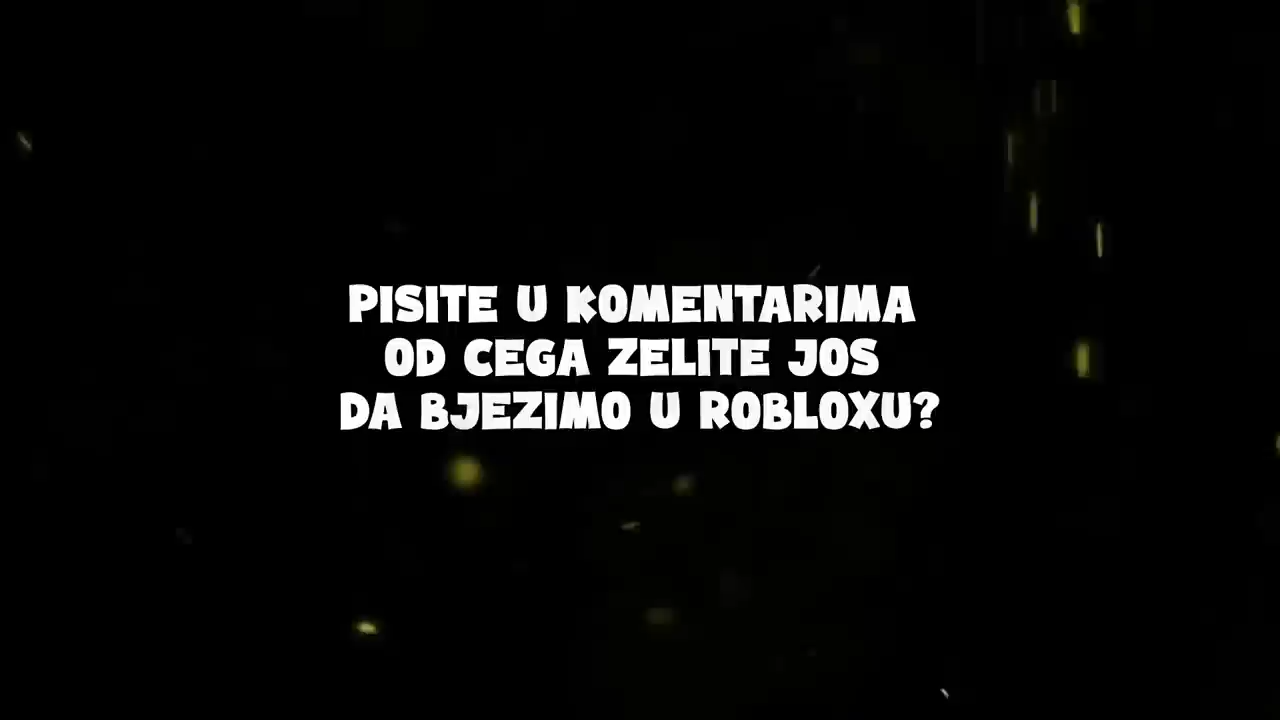 PISITE U KOMENTARIMA
OD CEGA ZELITE JOS
DA BJEZIMO U ROBLOXU?